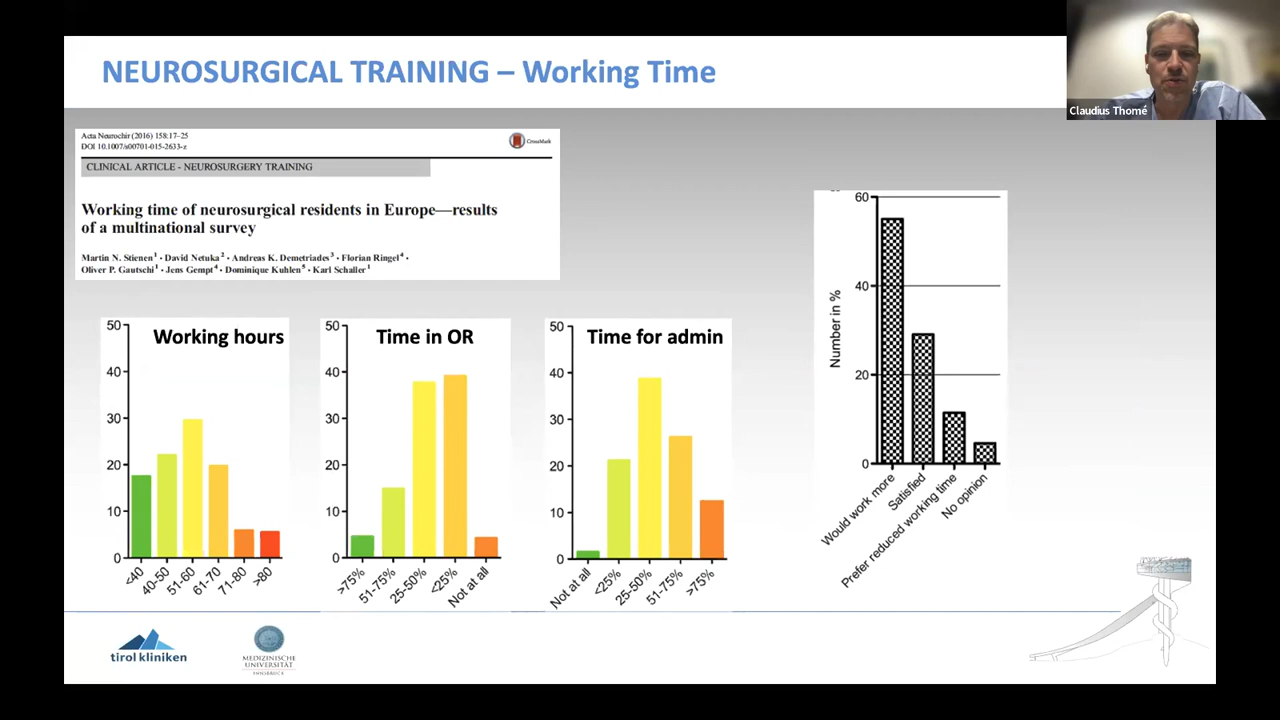 NEUROSURGICAL TRAINING – Working Time
Claudius Thomé
Acta Neurochir (2016) 158:17–25
DOI 10.1007/s00701-015-2633-z
CrossMark
CLINICAL ARTICLE - NEUROSURGERY TRAINING
Working time of neurosurgical residents in Europe—results
of a multinational survey
Martin N. Stienen¹ · David Netuka² · Andreas K. Demetriades³ · Florian Ringel⁴ ·
Oliver P. Gautschi¹ · Jens Gempt⁴ · Dominique Kuhlen⁵ · Karl Schaller¹
Working hours
50
40
30
20
10
0
<40
40-50
51-60
61-70
71-80
>80
Time in OR
50
40
30
20
10
0
>75%
51-75%
25-50%
<25%
Not at all
Time for admin
50
40
30
20
10
0
Not at all
<25%
25-50%
51-75%
>75%
Number in %
60
40
20
0
Would work more
Satisfied
Prefer reduced working time
No opinion
tirol kliniken
MEDIZINISCHE
UNIVERSITÄT
INNSBRUCK